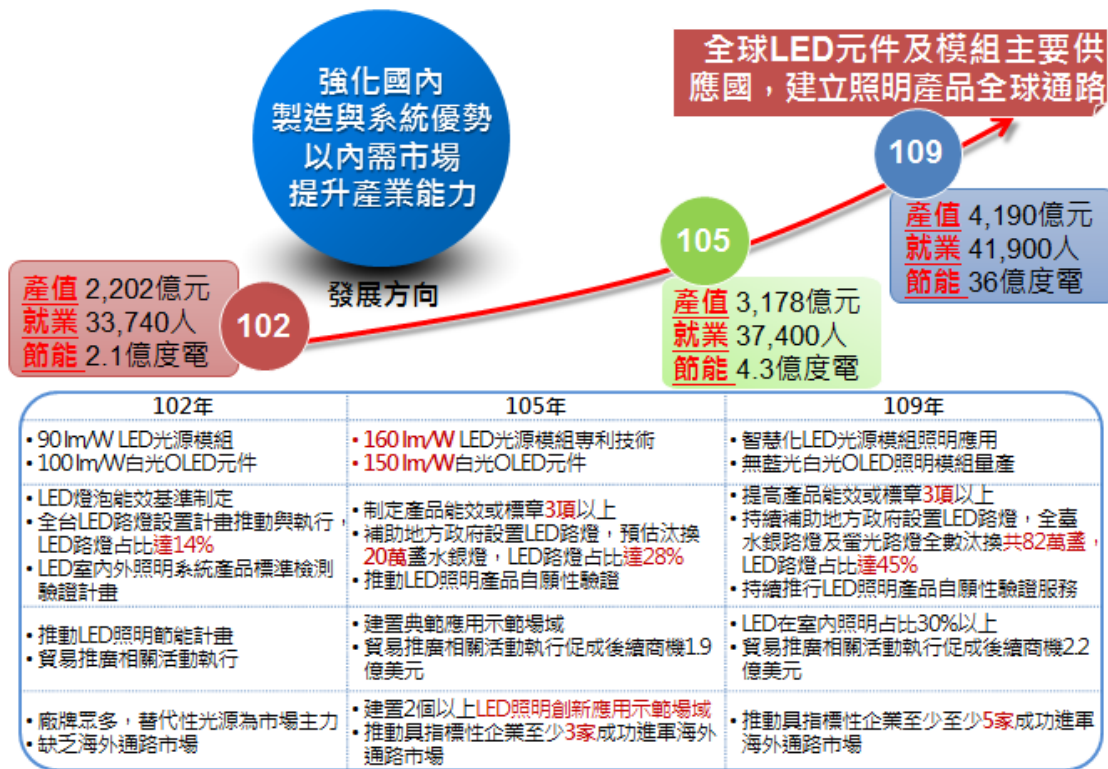 強化國內
製造與系統優勢
以內需市場
提升產業能力
發展方向
全球LED元件及模組主要供
應國，建立照明產品全球通路
102
產值 2,202億元
就業 33,740人
節能 2.1億度電
105
產值 3,178億元
就業 37,400人
節能 4.3億度電
109
產值 4,190億元
就業 41,900人
節能 36億度電
102年
105年
109年
• 90 lm/W LED光源模組
• 100 lm/W白光OLED元件
• 160 lm/W LED光源模組專利技術
• 150 lm/W白光OLED元件
• 智慧化LED光源模組照明應用
• 無藍光白光OLED照明模組量產
• LED燈泡能效基準制定
• 全台LED路燈設置計畫推動與執行，
LED路燈占比達14%
• LED室內外照明系統產品標準檢測
驗證計畫
• 制定產品能效或標章3項以上
• 補助地方政府設置LED路燈，預估汰換
20萬盞水銀燈，LED路燈占比達28%
• 推動LED照明產品自願性驗證
• 提高產品能效或標章3項以上
• 持續補助地方政府設置LED路燈，全臺
水銀路燈及螢光路燈全數汰換共82萬盞，
LED路燈占比達45%
• 持續推行LED照明產品自願性驗證服務
• 推動LED照明節能計畫
• 貿易推廣相關活動執行
• 建置典範應用示範場域
• 貿易推廣相關活動執行促成後續商機1.9
億美元
• LED在室內照明占比30%以上
• 貿易推廣相關活動執行促成後續商機2.2
億美元
• 廠牌眾多，替代性光源為市場主力
• 缺乏海外通路市場
• 建置2個以上LED照明創新應用示範場域
• 推動具指標性企業至少3家成功進軍海外
通路市場
• 推動具指標性企業至少至少5家成功進軍
海外通路市場